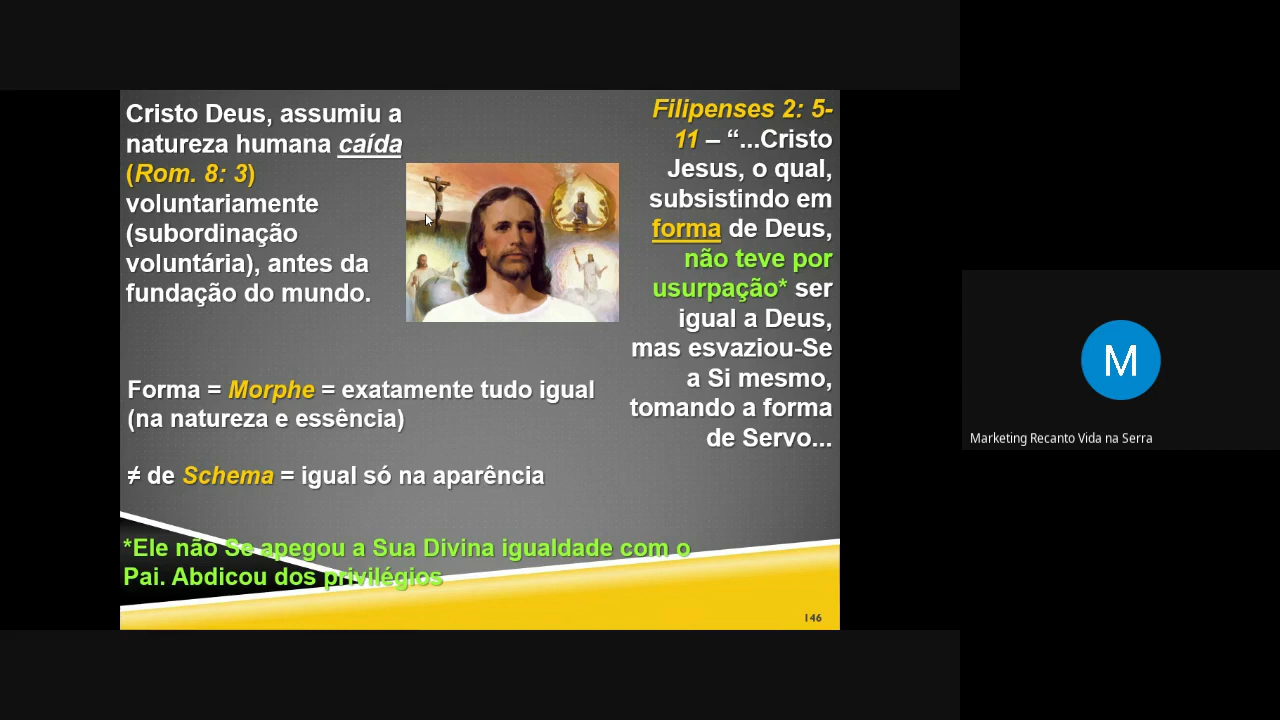 Cristo Deus, assumiu a
natureza humana caída
(Rom. 8: 3)
voluntariamente
(subordinação
voluntária), antes da
fundação do mundo.
Filipenses 2: 5-
11 – “...Cristo
Jesus, o qual,
subsistindo em
forma de Deus,
não teve por
usurpação* ser
igual a Deus,
mas esvaziou-Se
a Si mesmo,
tomando a forma
de Servo...
Forma = Morphe = exatamente tudo igual
(na natureza e essência)
≠ de Schema = igual só na aparência
*Ele não Se apegou a Sua Divina igualdade com o
Pai. Abdicou dos privilégios
146
M
Marketing Recanto Vida na Serra